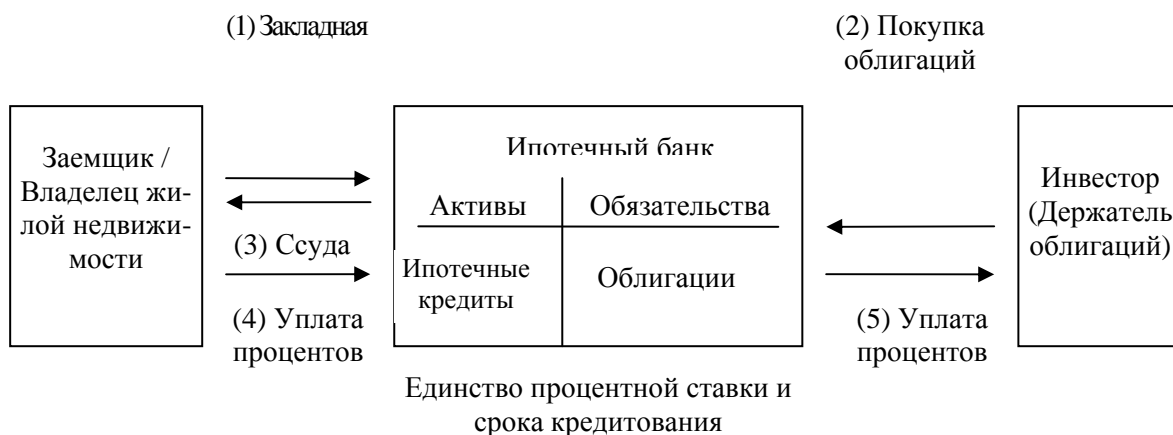 (1) Закладная
(2) Покупка
облигаций
Заемщик /
Владелец жи-
лой недвижи-
мости
(3) Ссуда
(4) Уплата
процентов
Ипотечный банк
Активы
Обязательства
Ипотечные
кредиты
Облигации
(5) Уплата
процентов
Инвестор
(Держатель
облигаций)
Единство процентной ставки и
срока кредитования